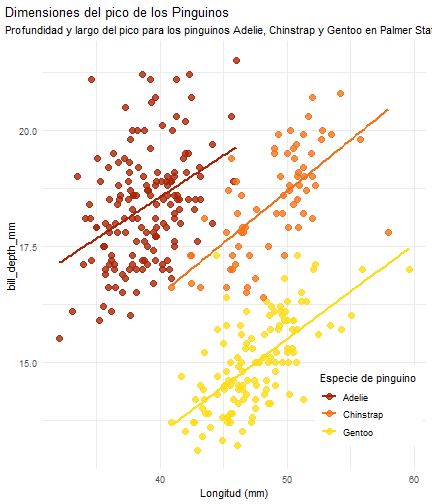 Dimensiones del pico de los Pinguinos
Profundidad y largo del pico para los pinguinos Adelie, Chinstrap y Gentoo en Palmer Stat
bill_depth_mm
20.0
17.5
15.0
Especie de pinguino
Adelie
Chinstrap
Gentoo
40
50
60
Longitud (mm)